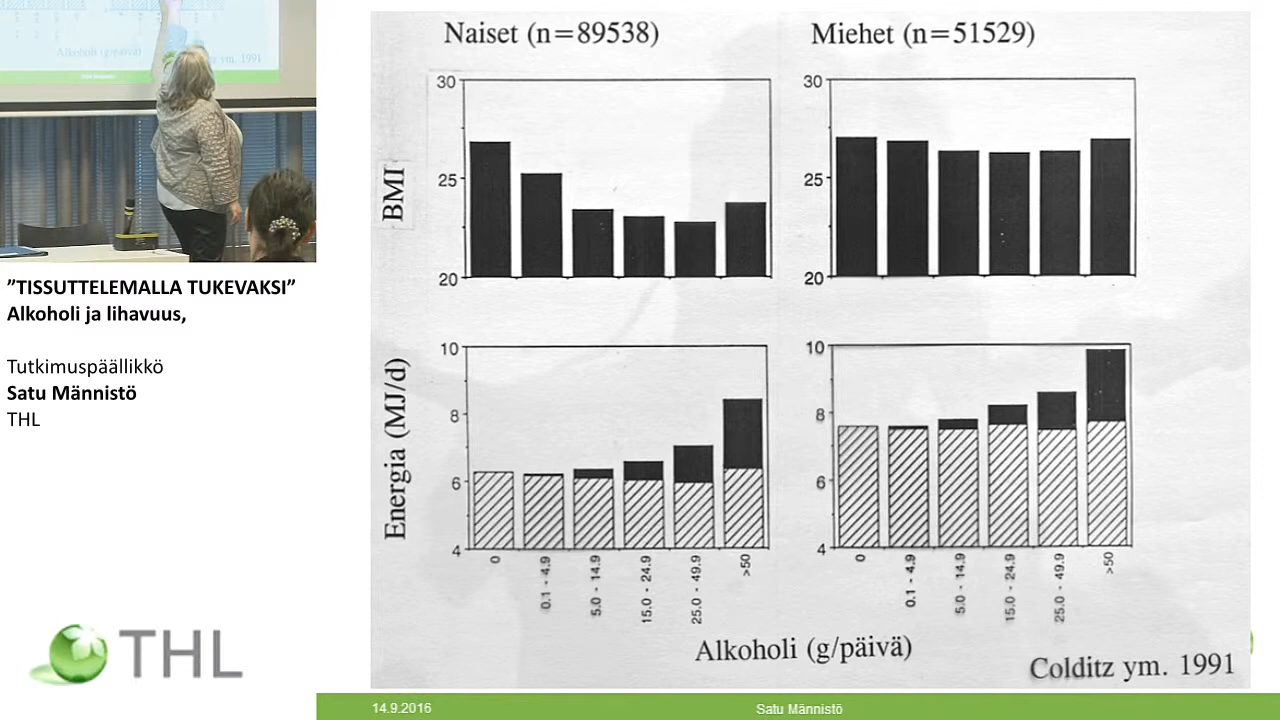 ”TISSUTTELEMALLA TUKEVAKSI”
Alkoholi ja lihavuus,
Tutkimuspäällikkö
Satu Männistö
THL
THL
Naiset (n=89538)
Miehet (n=51529)
BMI
30
25
20
30
25
20
Energia (MJ/d)
10
8
6
4
10
8
6
4
0
0.1 - 4.9
5.0 - 14.9
15.0 - 24.9
25.0 - 49.9
>50
0
0.1 - 4.9
5.0 - 14.9
15.0 - 24.9
25.0 - 49.9
>50
Alkoholi (g/päivä)
Colditz ym. 1991
14.9.2016
Satu Männistö
Alkoholi (g/päivä)